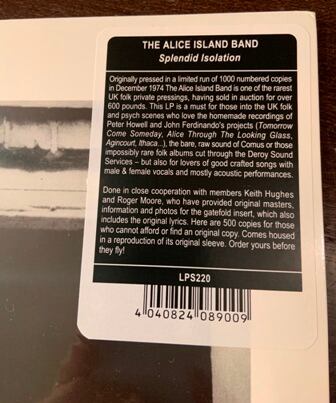 THE ALICE ISLAND BAND
Splendid Isolation
Originally pressed in a limited run of 1000 numbered copies
in December 1974 The Alice Island Band is one of the rarest
UK folk private pressings, having sold in auction for over
600 pounds. This LP is a must for those into the UK folk
and psych scenes who love the homemade recordings of
Peter Howell and John Ferdinando's projects (Tomorrow
Come Someday, Alice Through The Looking Glass,
Agincourt, Ithaca...), the bare, raw sound of Comus or those
impossibly rare folk albums cut through the Deroy Sound
Services – but also for lovers of good crafted songs with
male & female vocals and mostly acoustic performances.
Done in close cooperation with members Keith Hughes
and Roger Moore, who have provided original masters,
information and photos for the gatefold insert, which also
includes the original lyrics. Here are 500 copies for those
who cannot afford or find an original copy. Comes housed
in a reproduction of its original sleeve. Order yours before
they fly!
LPS220
4 040824 089009